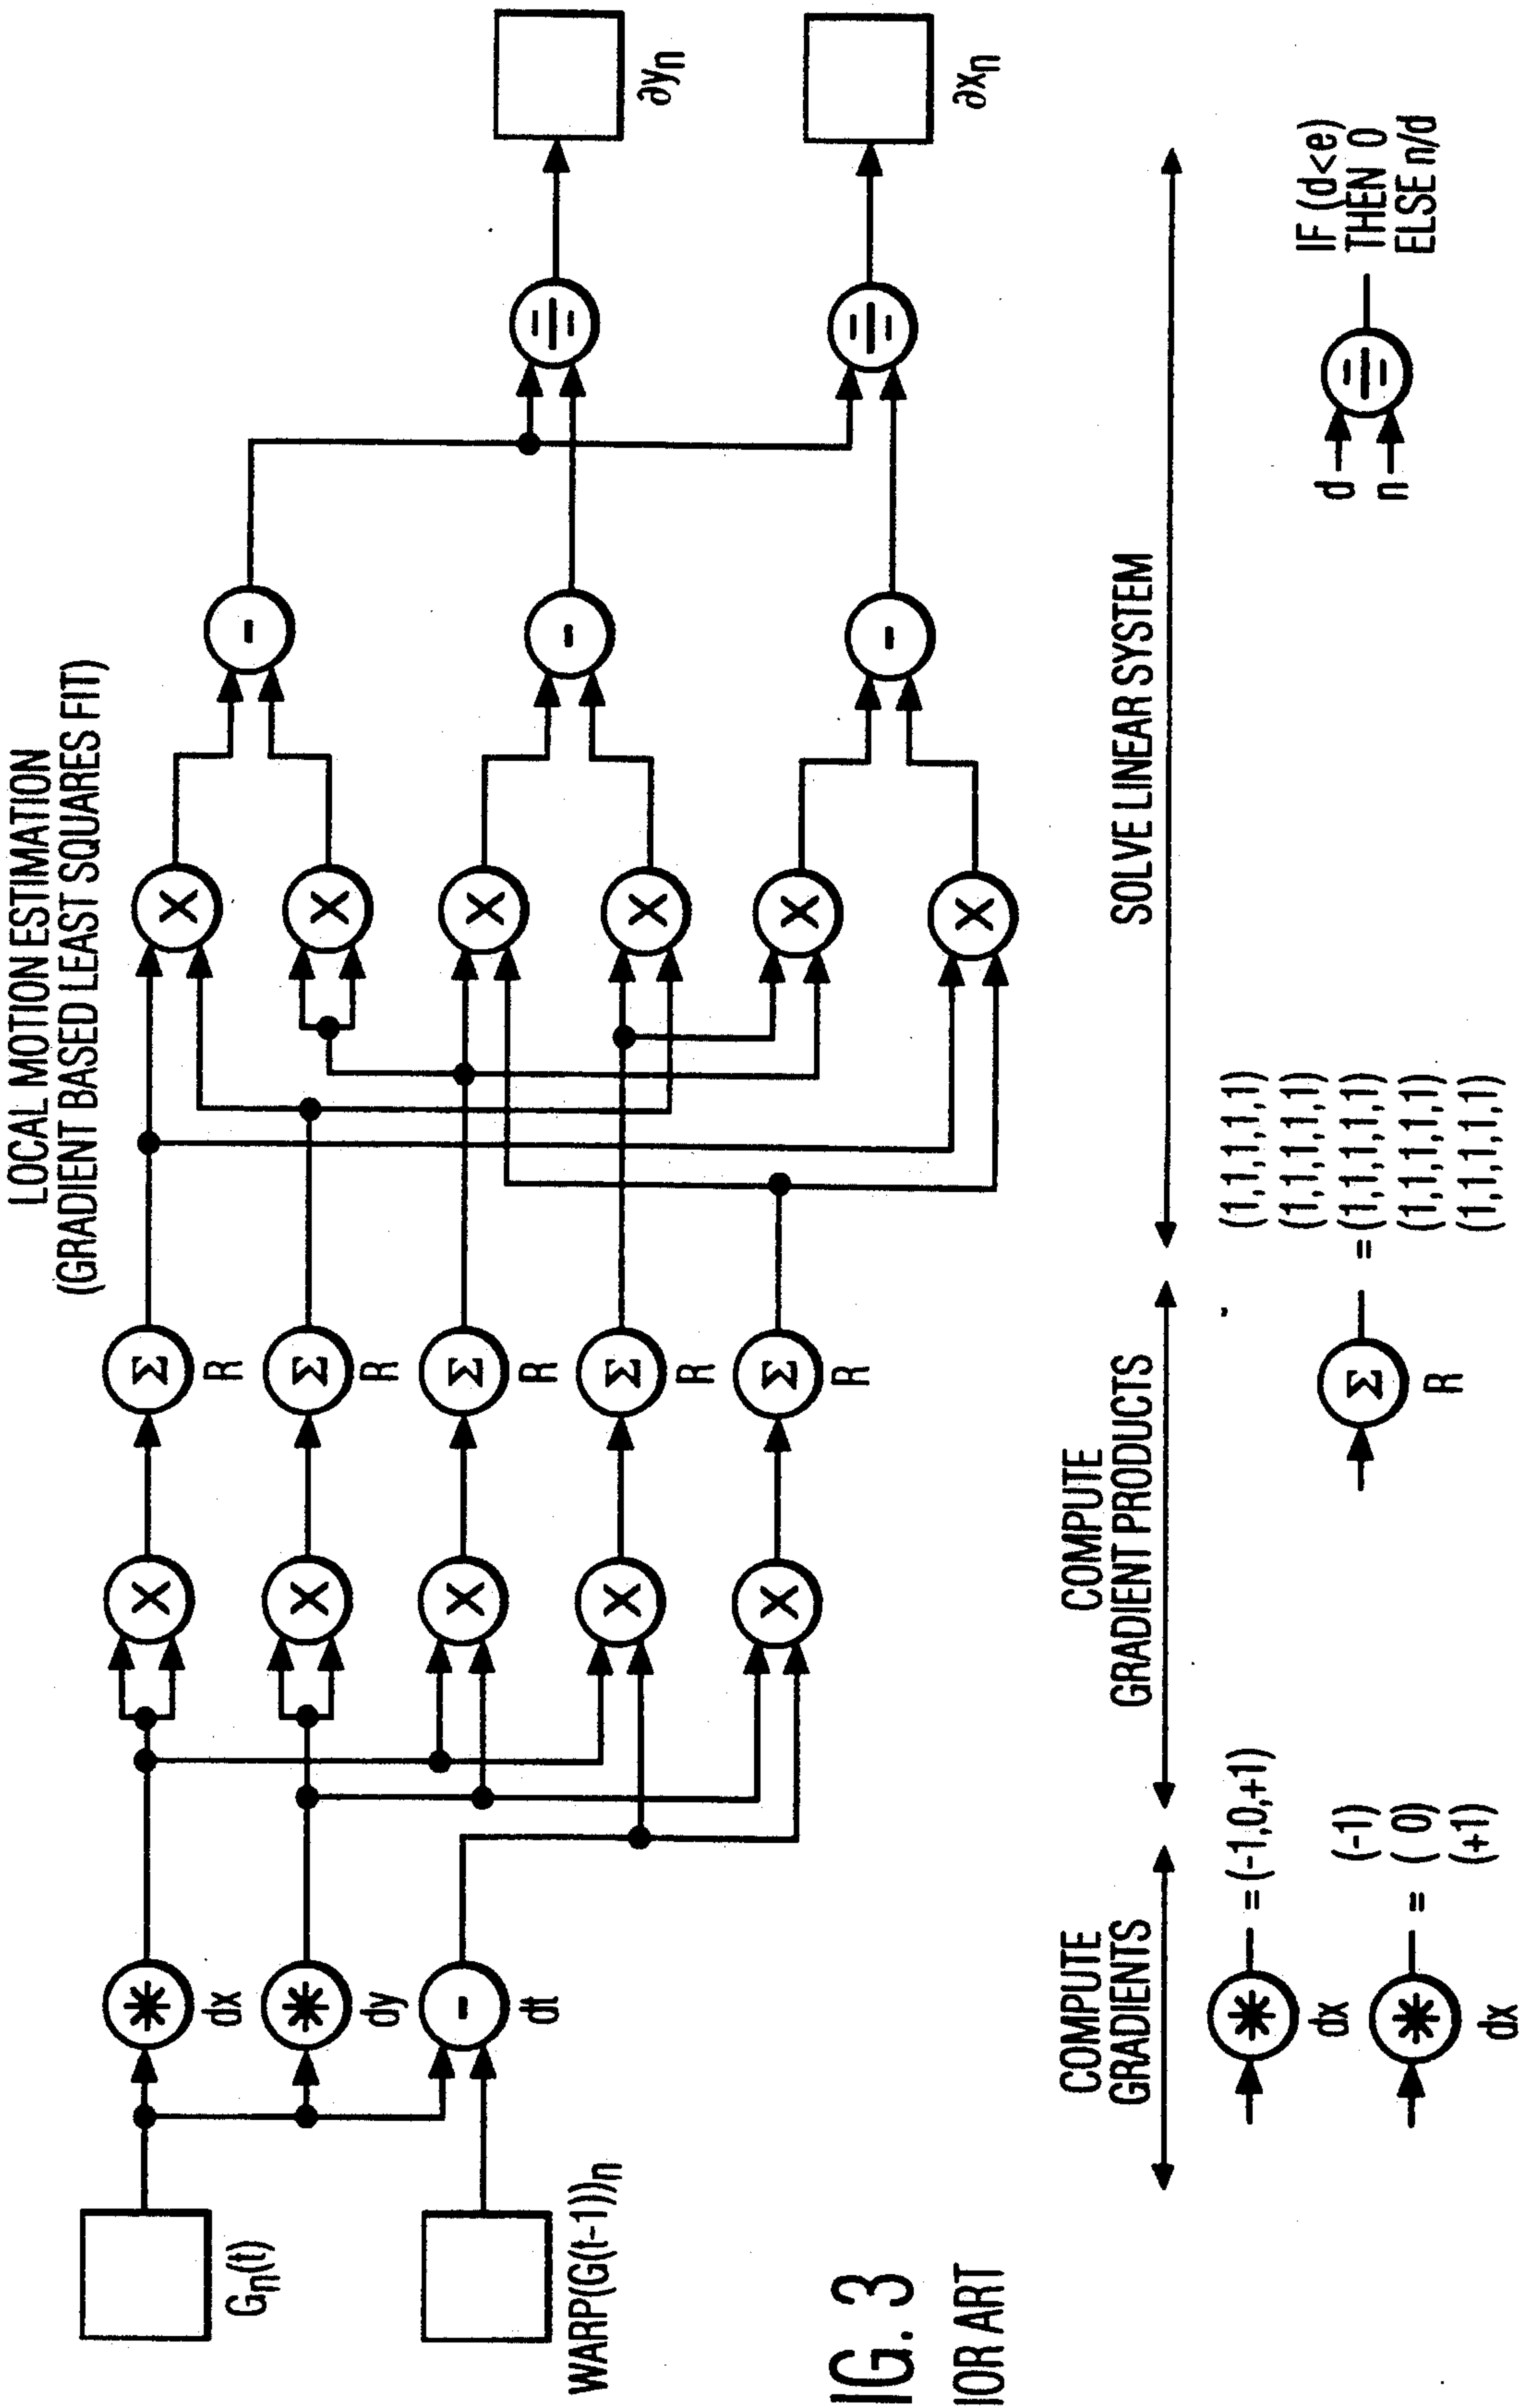 LOCAL MOTION ESTIMATION
(GRADIENT BASED LEAST SQUARES FIT)
Gn(t)
WARP(G(t-1))n
dx
dy
dt
R
R
R
R
R
∂yn
∂xn
COMPUTE
GRADIENTS
COMPUTE
GRADIENT PRODUCTS
SOLVE LINEAR SYSTEM
dx
= (-1,0,+1)
dx
=
(-1)
( 0)
(+1)
R
=
(1,1,1,1,1)
(1,1,1,1,1)
(1,1,1,1,1)
(1,1,1,1,1)
(1,1,1,1,1)
d
n
IF (d<e)
THEN 0
ELSE n/d
IG. 3
IOR ART